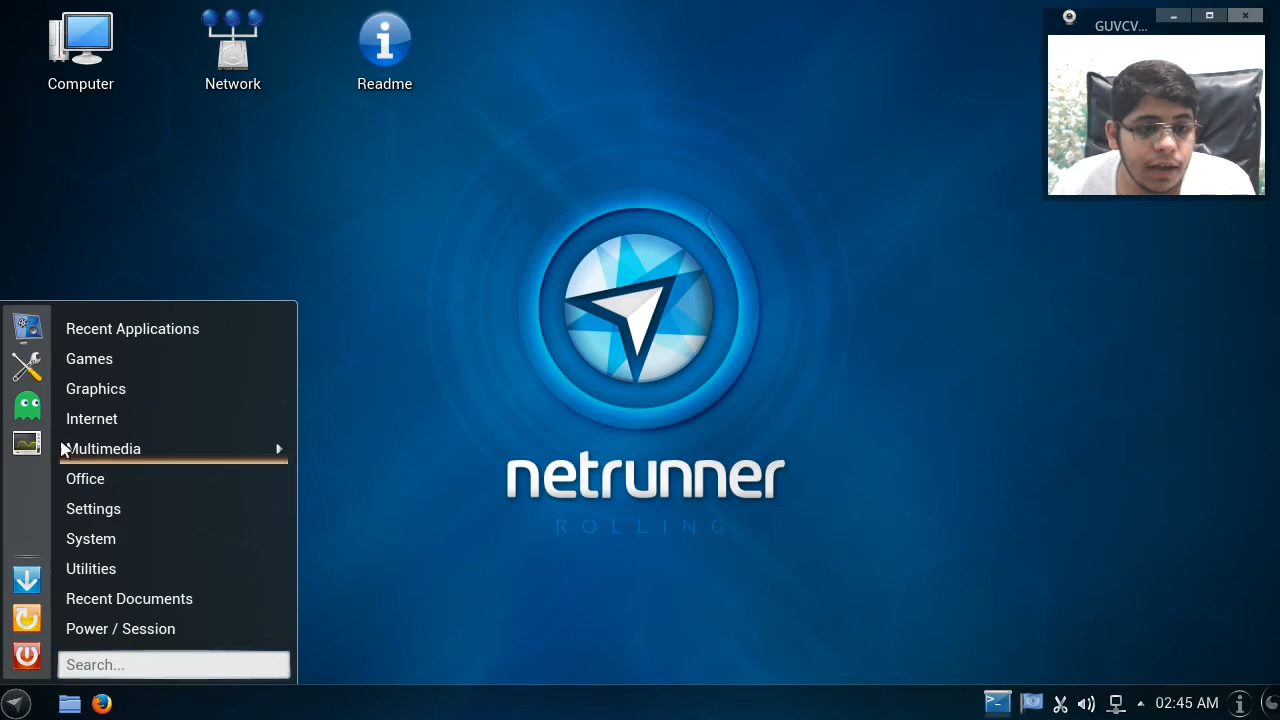 Computer
Network
Readme
GUVCV...
netrunner
ROLLING
Recent Applications
Games
Graphics
Internet
Multimedia
Office
Settings
System
Utilities
Recent Documents
Power / Session
Search...
02:45 AM